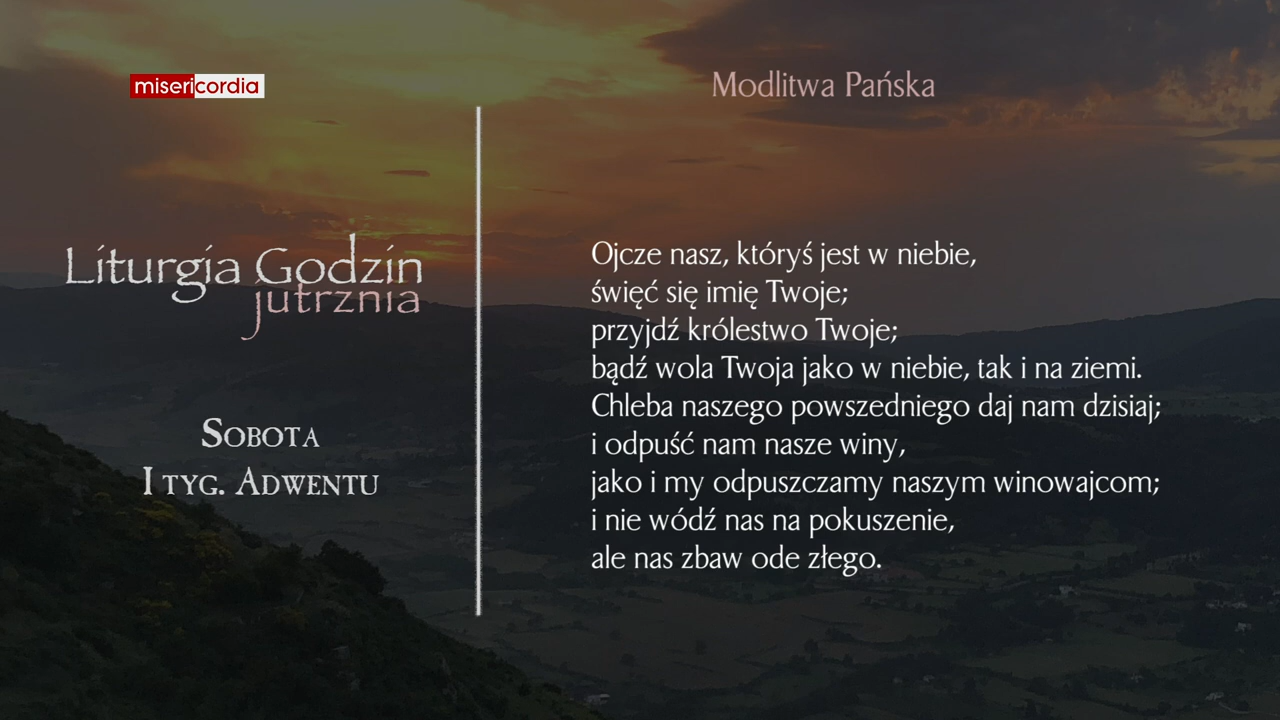 misericordia
Liturgia Godzin
jutrznia
Sobota
I tyg. Adwentu
Modlitwa Pańska
Ojcze nasz, któryś jest w niebie,
święć się imię Twoje;
przyjdź królestwo Twoje;
bądź wola Twoja jako w niebie, tak i na ziemi.
Chleba naszego powszedniego daj nam dzisiaj;
i odpuść nam nasze winy,
jako i my odpuszczamy naszym winowajcom;
i nie wódź nas na pokuszenie,
ale nas zbaw ode złego.